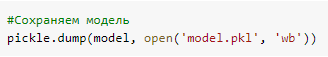 #Сохраняем модель
pickle.dump(model, open('model.pkl', 'wb'))